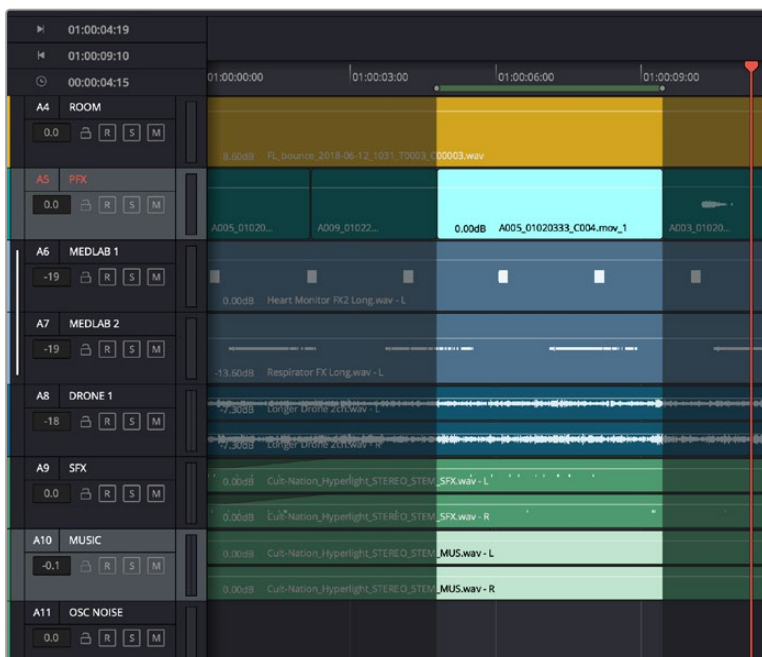 01:00:04:19
01:00:09:10
00:00:04:15
01:00:00:00 01:00:03:00 01:00:06:00 01:00:09:00
A4 ROOM
0.0 R S M
8.60dB FL_bounce_2018-06-12_1031_T0003_C00003.wav
A5 PFX
0.0 R S M
A005_01020... A009_01022... 0.00dB A005_01020333_C004.mov_1 A003_01020...
A6 MEDLAB 1
-19 R S M
0.00dB Heart Monitor FX2 Long.wav - L
A7 MEDLAB 2
-19 R S M
-13.60dB Respirator FX Long.wav - L
A8 DRONE 1
-7.30dB Longer Drone 2ch.wav - L
-18 R S M
-7.30dB Longer Drone 2ch.wav - R
A9 SFX
0.00dB Cult-Nation_Hyperlight_STEREO_STEM_SFX.wav - L
0.0 R S M
0.00dB Cult-Nation_Hyperlight_STEREO_STEM_SFX.wav - R
A10 MUSIC
0.00dB Cult-Nation_Hyperlight_STEREO_STEM_MUS.wav - L
-0.1 R S M
0.00dB Cult-Nation_Hyperlight_STEREO_STEM_MUS.wav - R
A11 OSC NOISE
0.0 R S M